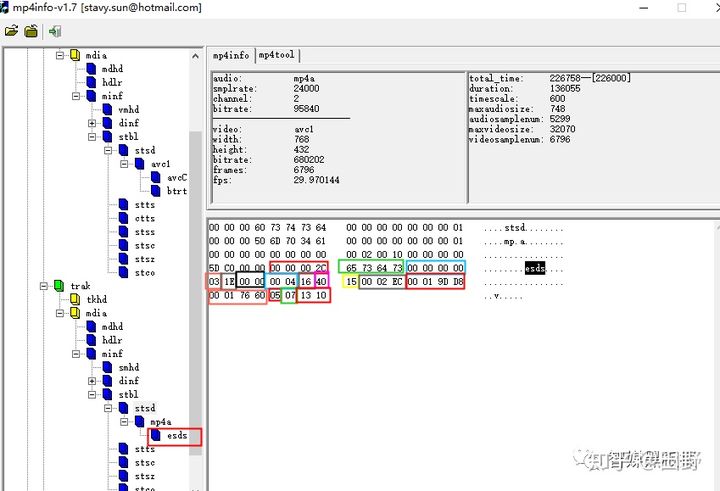 mp4info-v1.7 [stavy.sun@hotmail.com]
mdia
mdhd
hdlr
minf
vmhd
dinf
stbl
stsd
avc1
avcC
btrt
stts
ctts
stss
stsc
stsz
stco
trak
tkhd
mdia
mdhd
hdlr
minf
smhd
dinf
stbl
stsd
mp4a
esds
stts
stsc
stsz
stco
mp4info mp4tool
audio: mp4a
smplrate: 24000
channel: 2
bitrate: 95840
video: avc1
width: 768
height: 432
bitrate: 680202
frames: 6796
fps: 29.970144
total_time: 226758--[226000]
duration: 136055
timescale: 600
maxaudiosize: 748
audiosamplenum: 5299
maxvideosize: 32070
videosamplenum: 6796
00 00 00 60 73 74 73 64 00 00 00 00 00 00 00 01 ....stsd........
00 00 00 50 6D 70 34 61 00 00 00 00 00 00 00 01 ....mp.a........
00 00 00 00 00 00 00 00 00 02 00 10 00 00 00 00 ................
5D C0 00 00 00 00 00 2C 65 73 64 73 00 00 00 00 ........esds....
03 1E 00 00 00 04 16 40 15 00 02 EC 00 01 9D D8 ................
00 01 76 60 05 07 13 10 ..v.....